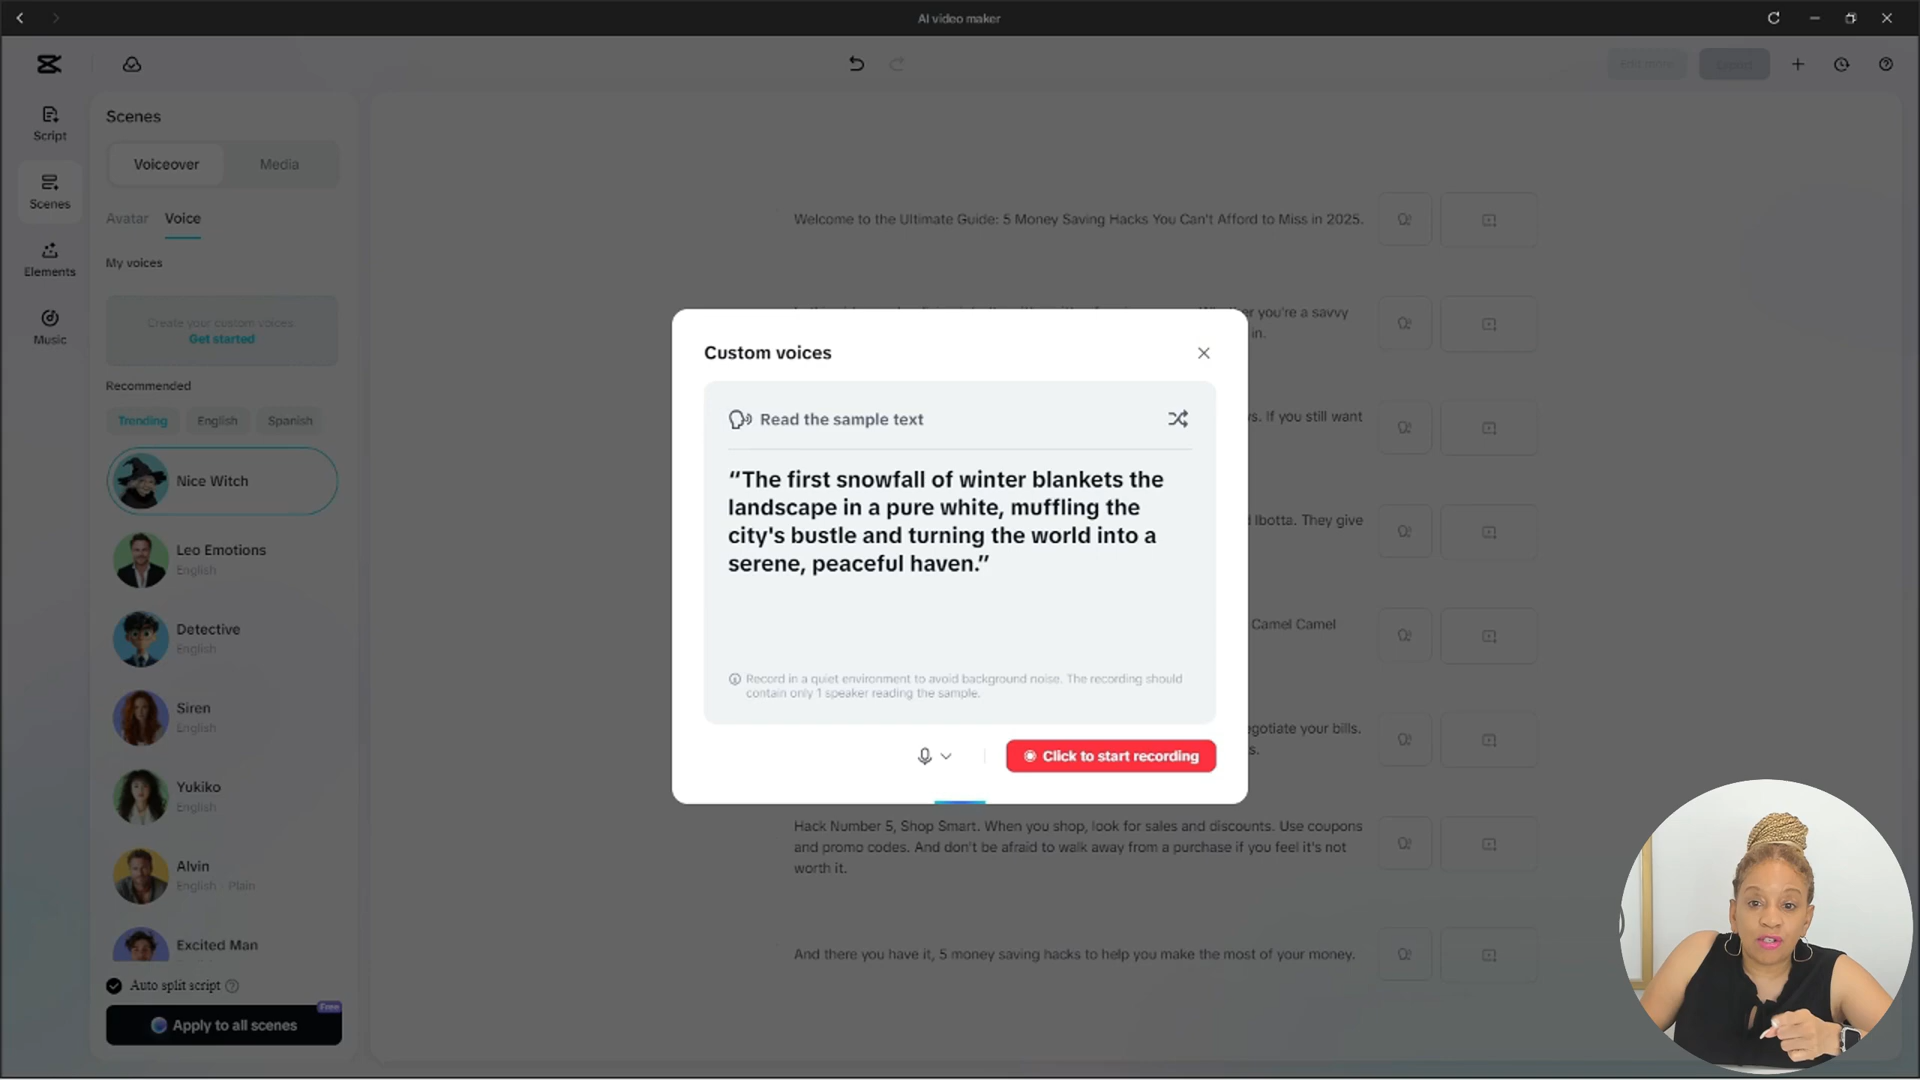 AI video maker
Script
Scenes
Elements
Music
Scenes
Voiceover
Media
Avatar
Voice
My voices
Create your custom voices
Get started
Recommended
Trending
English
Spanish
Nice Witch
Leo Emotions
English
Detective
English
Siren
English
Yukiko
English
Alvin
English · Plain
Excited Man
Auto split script
Free
Apply to all scenes
Welcome to the Ultimate Guide: 5 Money Saving Hacks You Can't Afford to Miss in 2025.
you're a savvy
in.
If you still want
Ibotta. They give
Camel Camel
your bills.
Hack Number 5, Shop Smart. When you shop, look for sales and discounts. Use coupons
and promo codes. And don't be afraid to walk away from a purchase if you feel it's not
worth it.
And there you have it, 5 money saving hacks to help you make the most of your money.
Custom voices
Read the sample text
“The first snowfall of winter blankets the
landscape in a pure white, muffling the
city's bustle and turning the world into a
serene, peaceful haven.”
Record in a quiet environment to avoid background noise. The recording should
contain only 1 speaker reading the sample.
Click to start recording